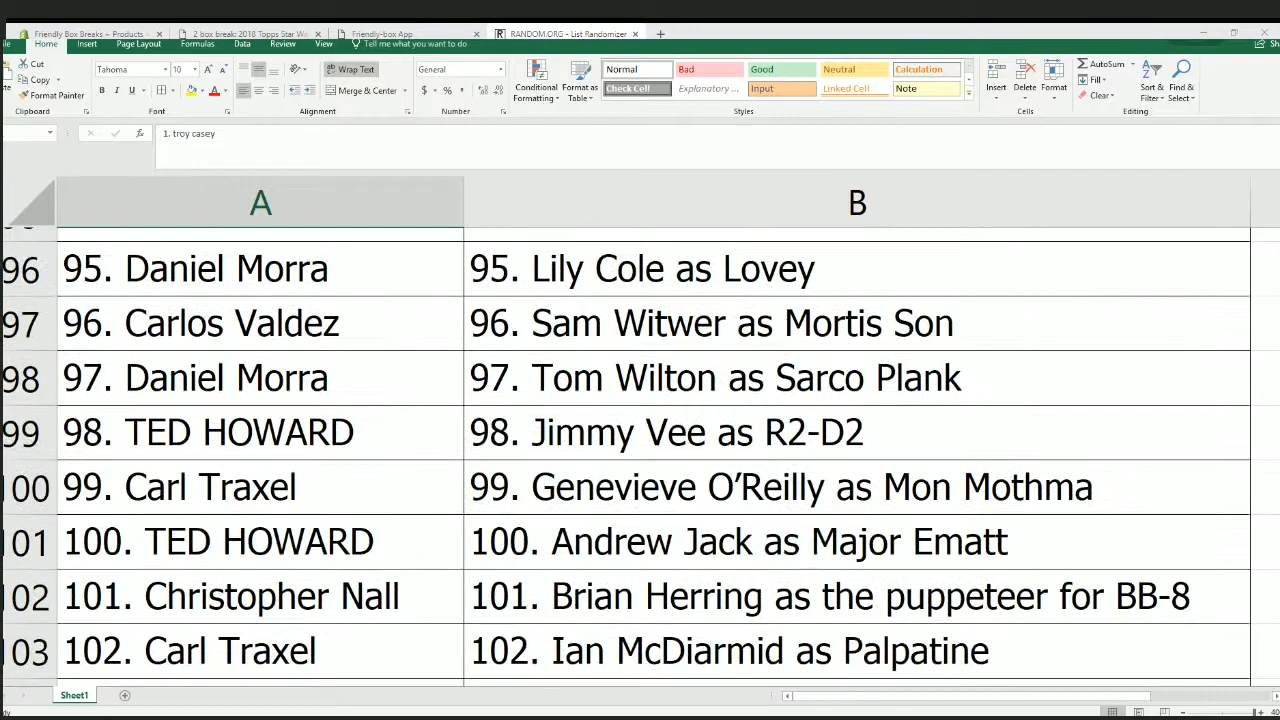 Friendly Box Breaks ~ Products × 2 box break: 2018 Topps Star Wa × Friendly-box App × RANDOM.ORG - List Randomizer × +
Home Insert Page Layout Formulas Data Review View Tell me what you want to do
Cut
Copy
Format Painter
Clipboard
Tahoma 10
B I U
Font
Wrap Text
Merge & Center
Alignment
General
$ % ,
Number
Conditional Formatting
Format as Table
Normal Bad Good Neutral Calculation
Check Cell Explanatory ... Input Linked Cell Note
Styles
Insert Delete Format
Cells
AutoSum
Fill
Clear
Sort & Filter
Find & Select
Editing
fx 1. troy casey
A B
96 95. Daniel Morra 95. Lily Cole as Lovey
97 96. Carlos Valdez 96. Sam Witwer as Mortis Son
98 97. Daniel Morra 97. Tom Wilton as Sarco Plank
99 98. TED HOWARD 98. Jimmy Vee as R2-D2
100 99. Carl Traxel 99. Genevieve O’Reilly as Mon Mothma
101 100. TED HOWARD 100. Andrew Jack as Major Ematt
102 101. Christopher Nall 101. Brian Herring as the puppeteer for BB-8
103 102. Carl Traxel 102. Ian McDiarmid as Palpatine
Sheet1